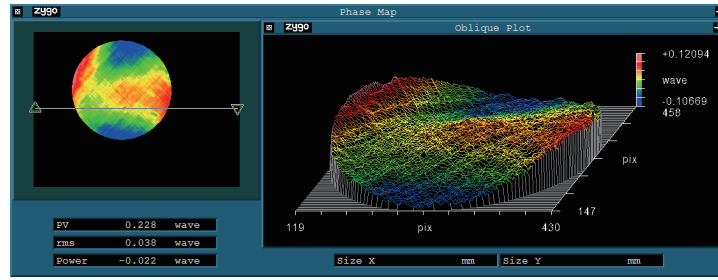 zygo
Phase Map
zygo
Oblique Plot
+0.12094
wave
-0.10669
458
pix
147
119
pix
430
PV 0.228 wave
rms 0.038 wave
Power -0.022 wave
Size X mm
Size Y mm